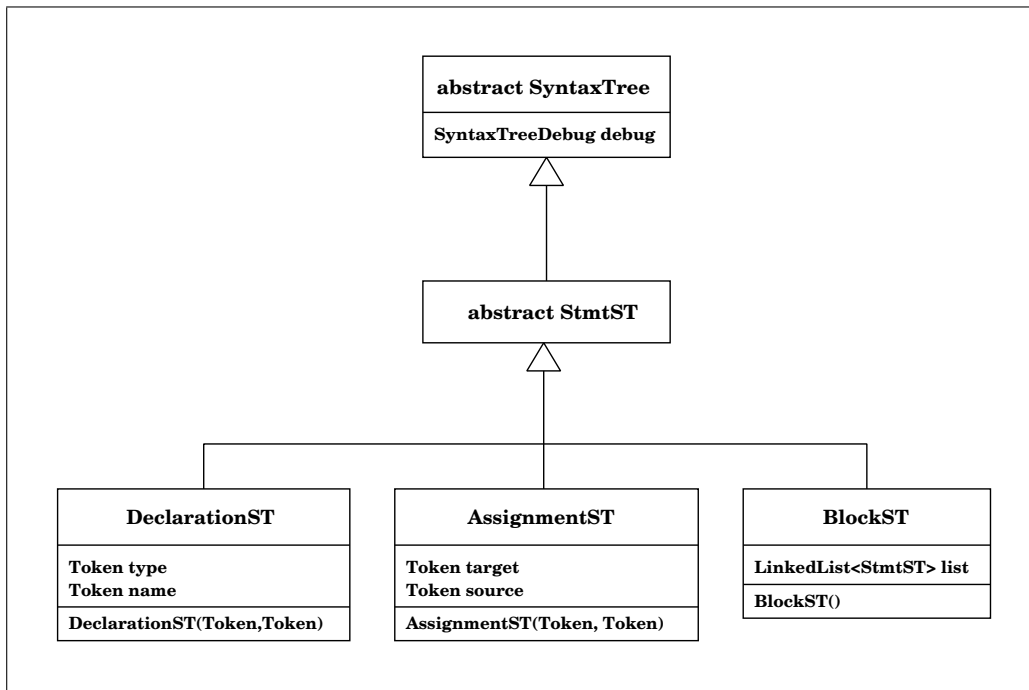 abstract SyntaxTree
SyntaxTreeDebug debug
abstract StmtST
DeclarationST
Token type
Token name
DeclarationST(Token,Token)
AssignmentST
Token target
Token source
AssignmentST(Token, Token)
BlockST
LinkedList<StmtST> list
BlockST()